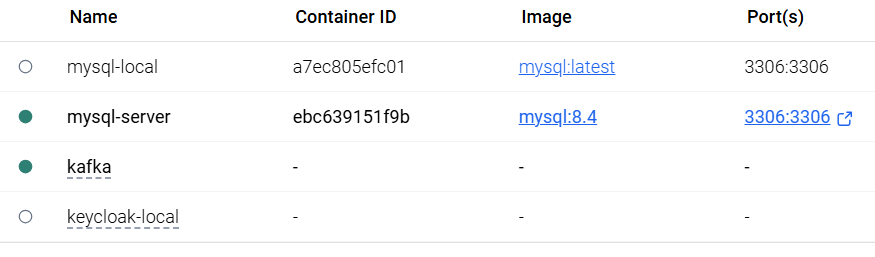 Name Container ID Image Port(s)
mysql-local a7ec805efc01 mysql:latest 3306:3306
mysql-server ebc639151f9b mysql:8.4 3306:3306
kafka - - -
keycloak-local - - -